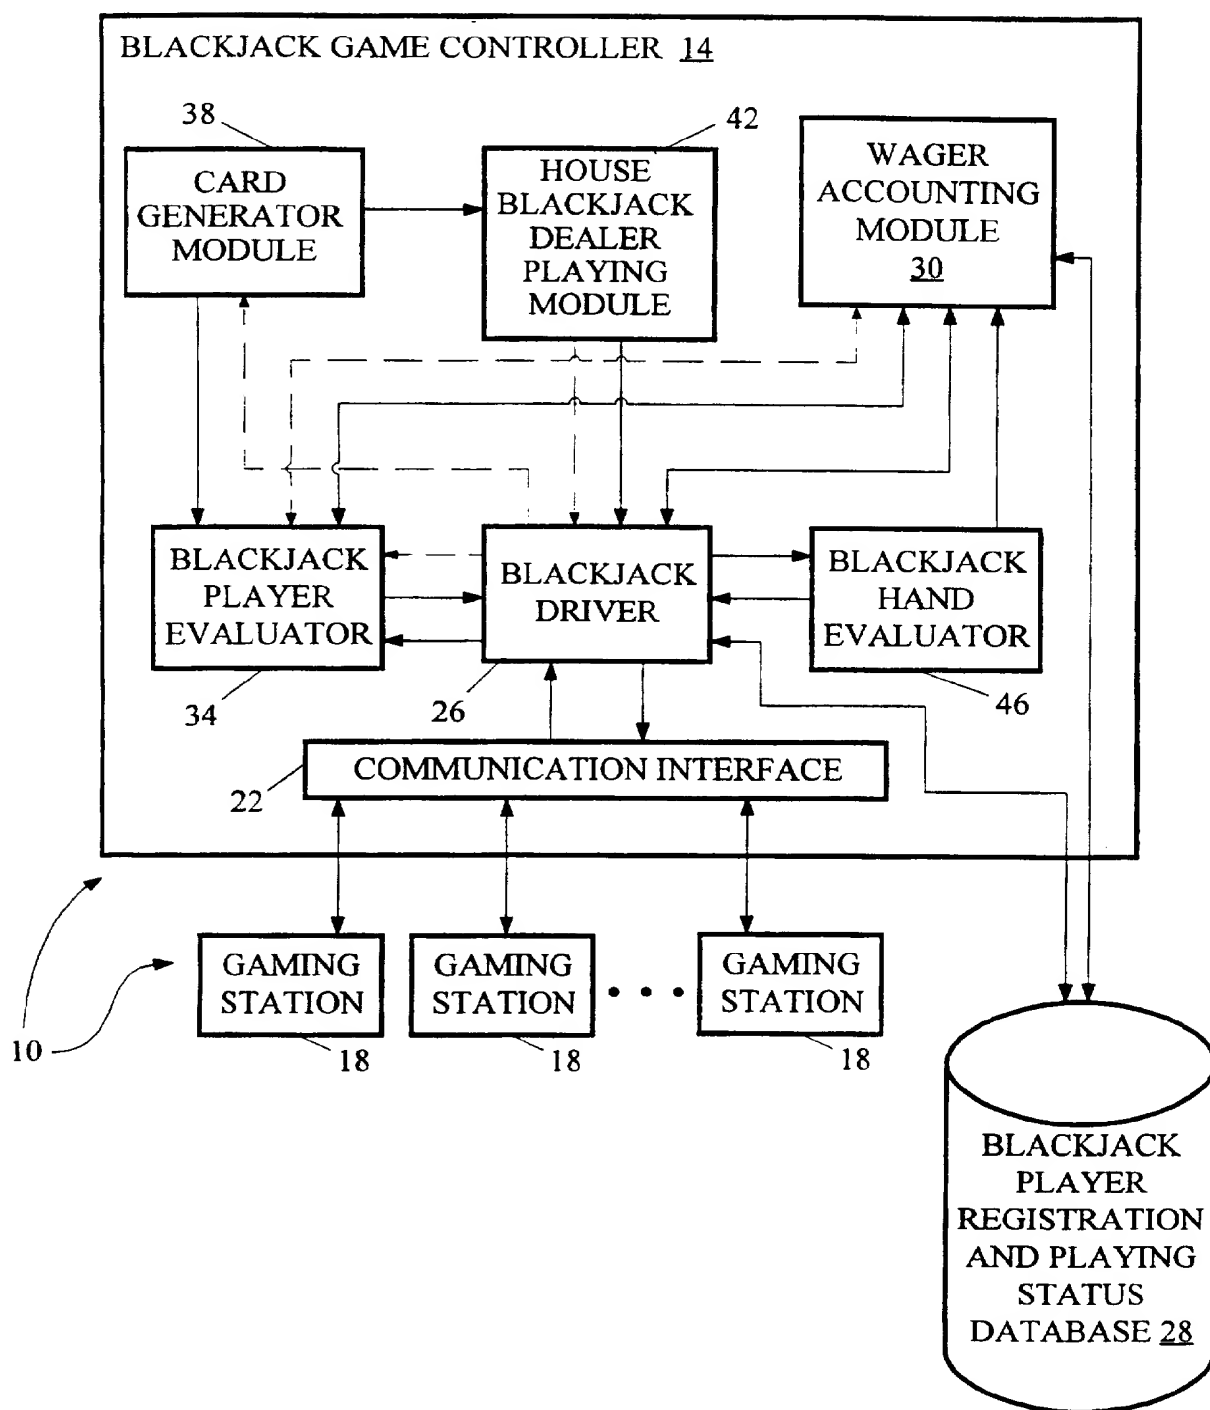 BLACKJACK GAME CONTROLLER 14
38
42
CARD
GENERATOR
MODULE
HOUSE
BLACKJACK
DEALER
PLAYING
MODULE
WAGER
ACCOUNTING
MODULE
30
BLACKJACK
PLAYER
EVALUATOR
BLACKJACK
DRIVER
BLACKJACK
HAND
EVALUATOR
34
26
46
COMMUNICATION INTERFACE
22
GAMING
STATION
GAMING
STATION
GAMING
STATION
10
18
18
18
BLACKJACK
PLAYER
REGISTRATION
AND PLAYING
STATUS
DATABASE 28